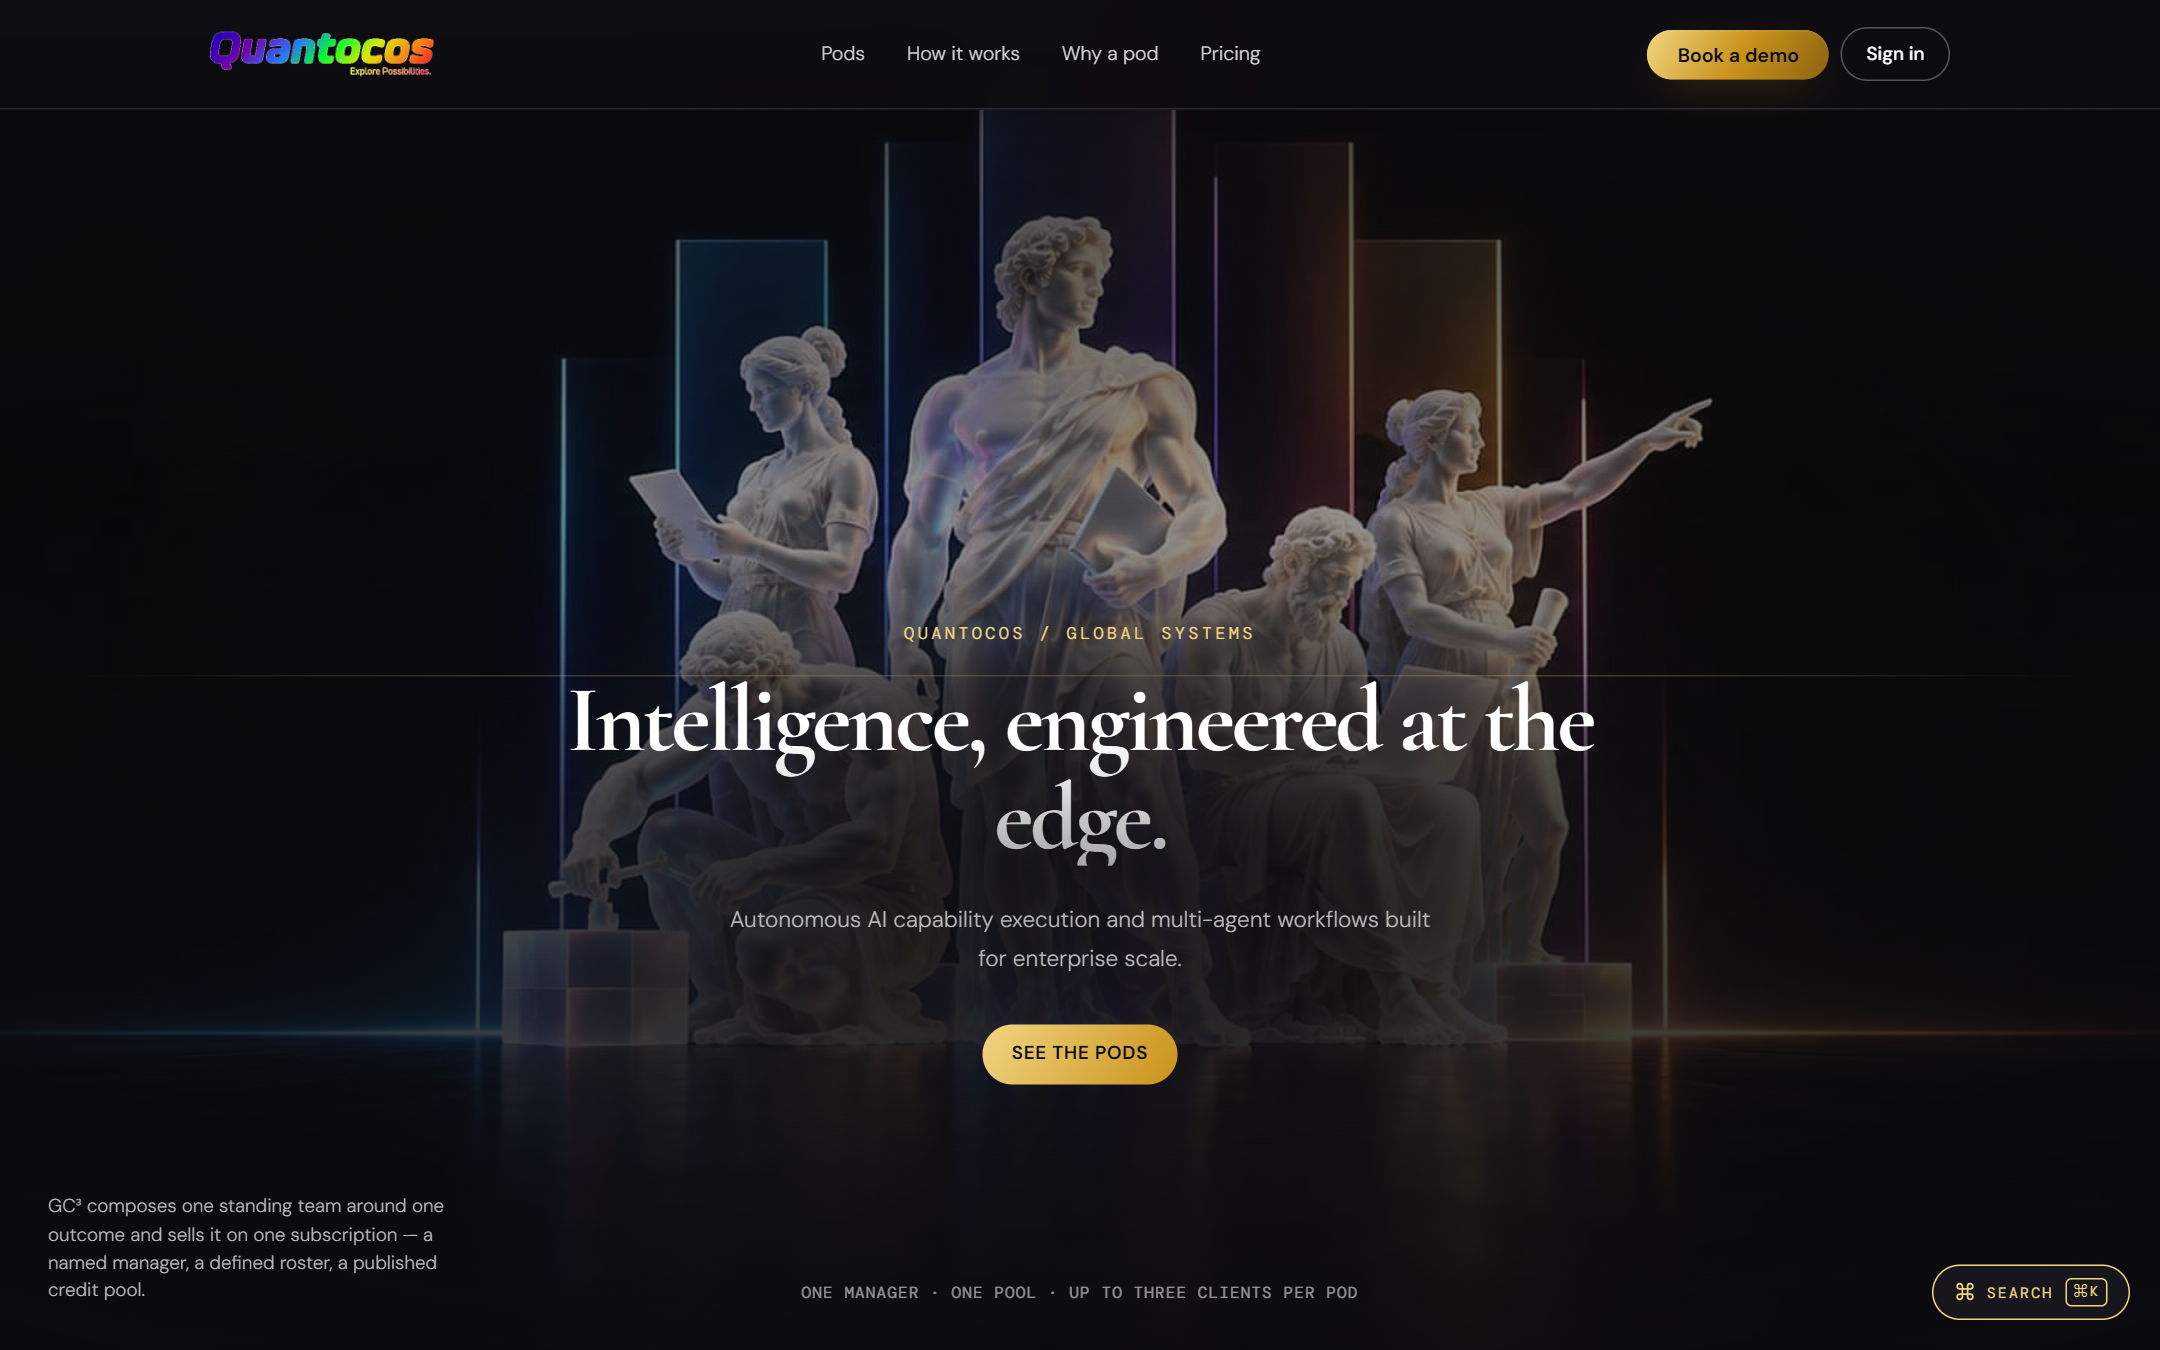 Quantocos
Explore Possibilities.
Pods
How it works
Why a pod
Pricing
Book a demo
Sign in
QUANTOCOS / GLOBAL SYSTEMS
Intelligence, engineered at the
edge.
Autonomous AI capability execution and multi-agent workflows built
for enterprise scale.
SEE THE PODS
GC³ composes one standing team around one
outcome and sells it on one subscription — a
named manager, a defined roster, a published
credit pool.
ONE MANAGER · ONE POOL · UP TO THREE CLIENTS PER POD
⌘ SEARCH ⌘K